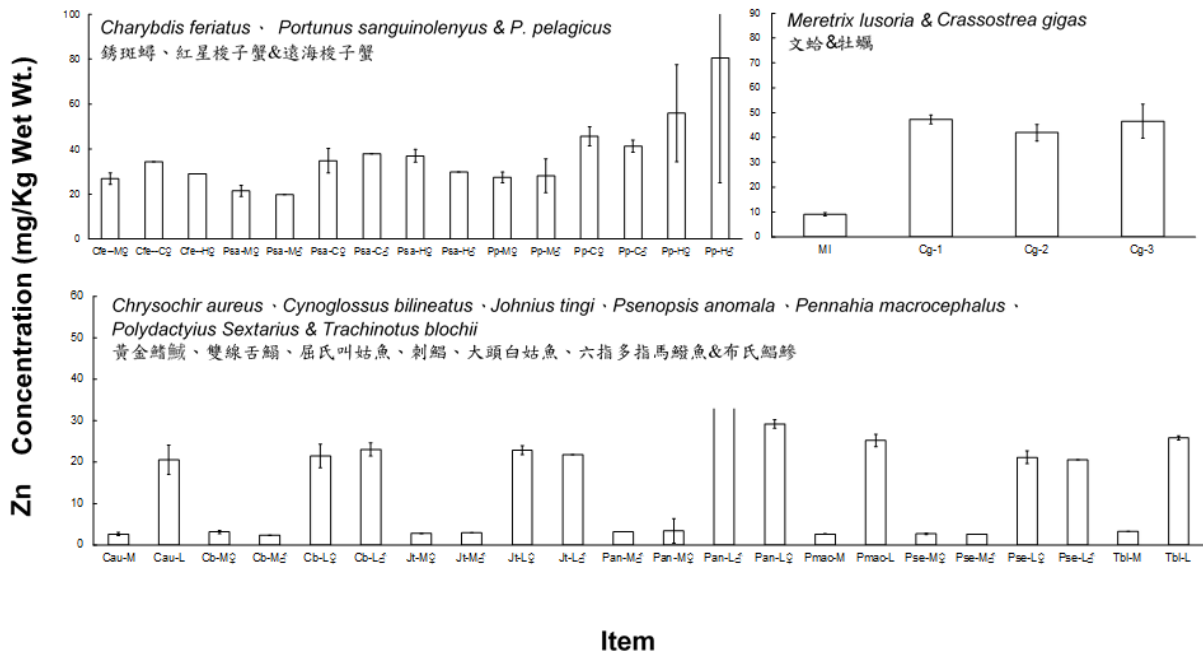 Zn Concentration (mg/Kg Wet Wt.)
Charybdis feriatus、 Portunus sanguinolenyus & P. pelagicus
銹斑蟳、紅星梭子蟹&遠海梭子蟹
100
80
60
40
20
0
Cfe--M♀ Cfe--C♀ Cfe--H♀ Psa-M♀ Psa-M♂ Psa-C♀ Psa-C♂ Psa-H♀ Psa-H♂ Pp-M♀ Pp-M♂ Pp-C♀ Pp-C♂ Pp-H♀ Pp-H♂
Meretrix lusoria & Crassostrea gigas
文蛤&牡蠣
90
80
70
60
50
40
30
20
10
0
Ml Cg-1 Cg-2 Cg-3
Chrysochir aureus、Cynoglossus bilineatus、Johnius tingi、Psenopsis anomala、Pennahia macrocephalus、
Polydactyius Sextarius & Trachinotus blochii
黃金鰭䱛、雙線舌鰨、屈氏叫姑魚、刺鯧、大頭白姑魚、六指多指馬鮁魚&布氏鯧鰺
60
50
40
30
20
10
0
Cau-M Cau-L Cb-M♀ Cb-M♂ Cb-L♀ Cb-L♂ Jt-M♀ Jt-M♂ Jt-L♀ Jt-L♂ Pan-M♂ Pan-M♀ Pan-L♂ Pan-L♀ Pmao-M Pmao-L Pse-M♀ Pse-M♂ Pse-L♀ Pse-L♂ Tbl-M Tbl-L
Item